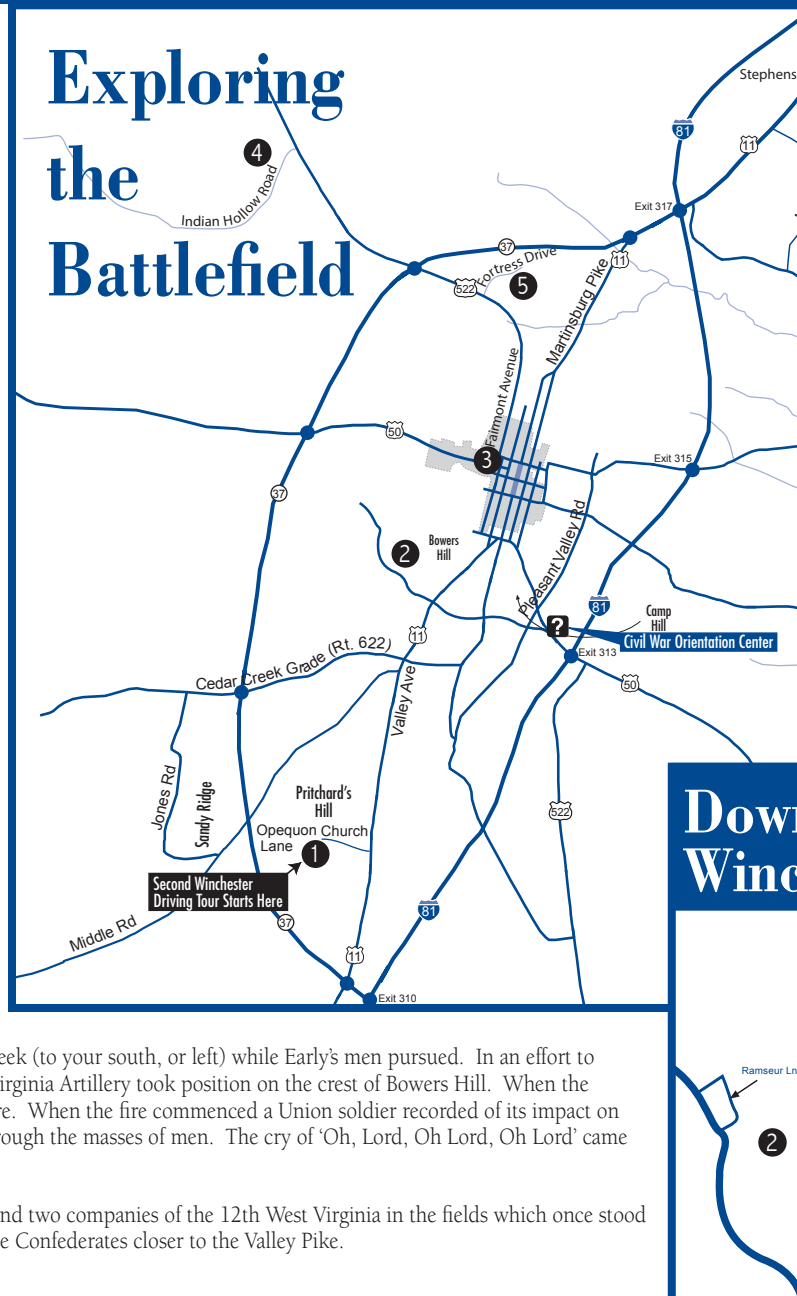 Exploring
the
Battlefield
Stephens
81
11
4
Indian Hollow Road
Exit 317
37
Fortress Drive
11
522
5
Martinsburg Pike
Fairmont Avenue
50
3
Exit 315
37
2
Bowers
Hill
Pleasant Valley Rd
81
Camp
Hill
?
Civil War Orientation Center
11
Exit 313
Cedar Creek Grade (Rt. 622)
50
Valley Ave
Jones Rd
Sandy Ridge
Pritchard's
Hill
522
Opequon Church
Lane
1
Second Winchester
Driving Tour Starts Here
81
37
Middle Rd
11
Exit 310
Down
Winc
Ramseur Ln
2
eek (to your south, or left) while Early's men pursued. In an effort to
irginia Artillery took position on the crest of Bowers Hill. When the
re. When the fire commenced a Union soldier recorded of its impact on
rough the masses of men. The cry of 'Oh, Lord, Oh Lord, Oh Lord' came
nd two companies of the 12th West Virginia in the fields which once stood
e Confederates closer to the Valley Pike.